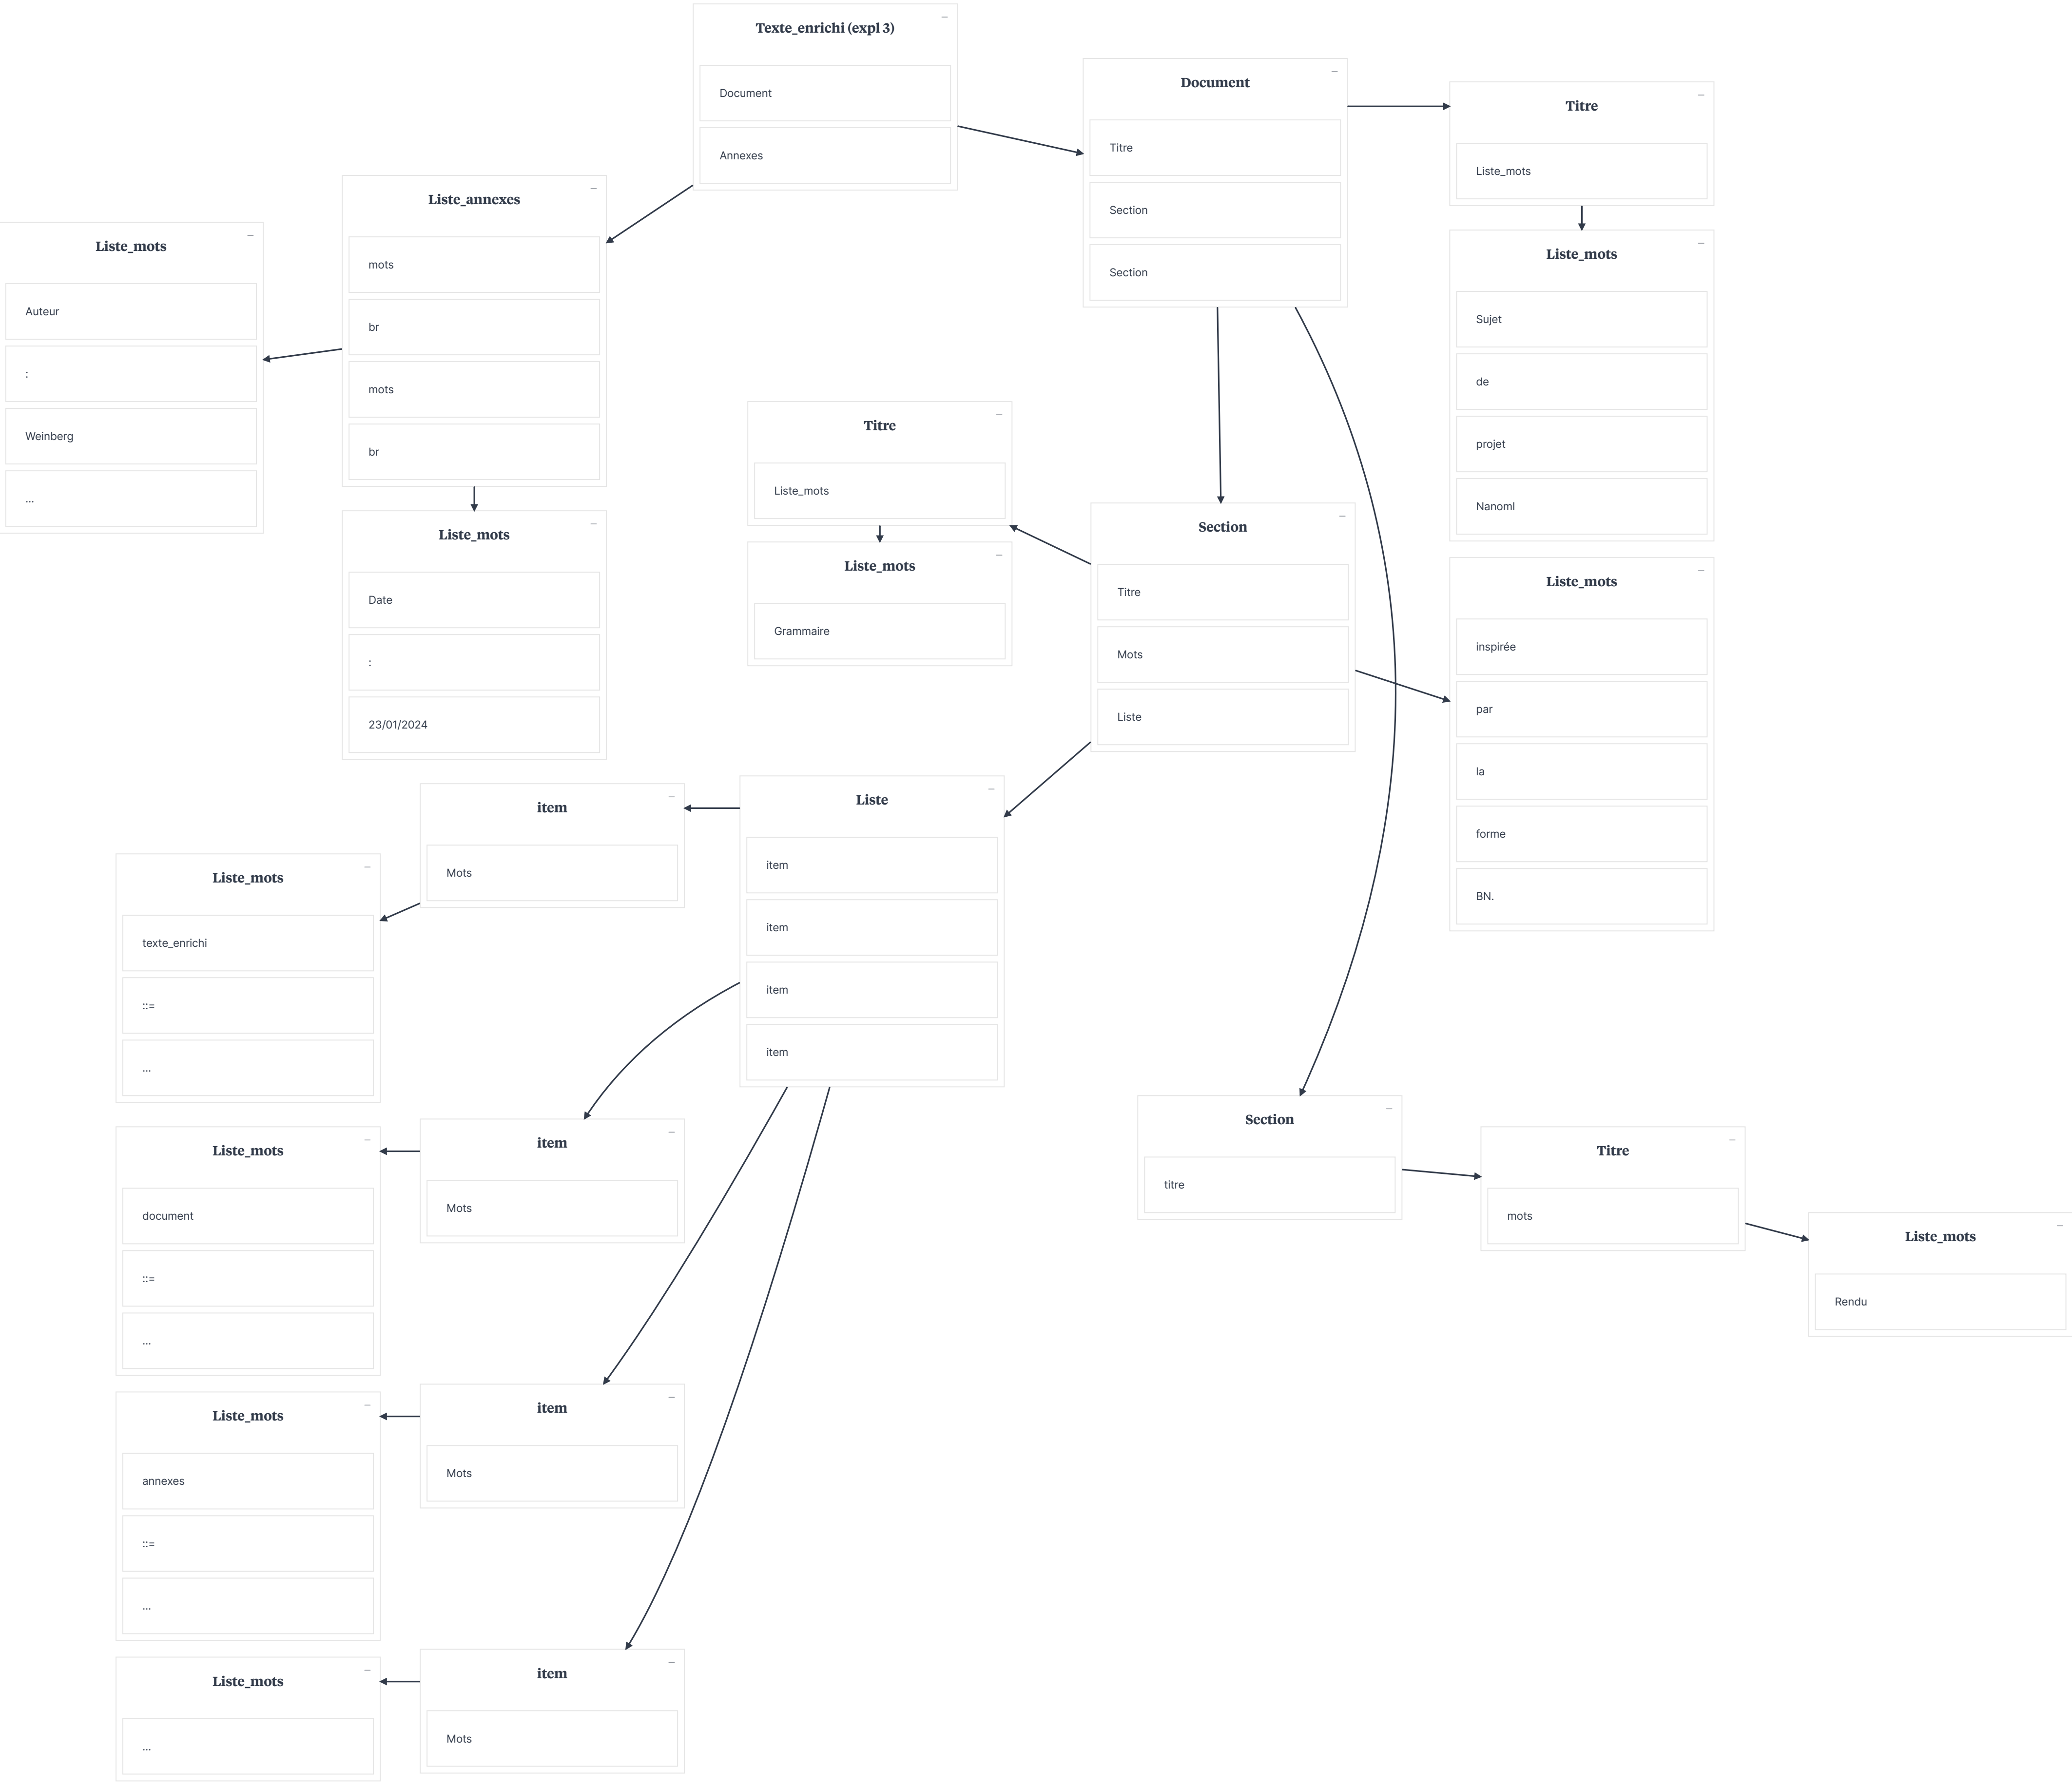 Texte_enrichi (expl 3)
Document
Annexes
Document
Titre
Section
Section
Titre
Liste_mots
Liste_annexes
mots
br
mots
br
Liste_mots
Auteur
:
Weinberg
...
Liste_mots
Sujet
de
projet
Nanoml
Titre
Liste_mots
Section
Titre
Mots
Liste
Liste_mots
Date
:
23/01/2024
Liste_mots
Grammaire
Liste_mots
inspirée
par
la
forme
BN.
Liste
item
item
item
item
item
Mots
Liste_mots
texte_enrichi
::=
...
Section
titre
item
Mots
Liste_mots
document
::=
...
Titre
mots
Liste_mots
Rendu
item
Mots
Liste_mots
annexes
::=
...
item
Mots
Liste_mots
...